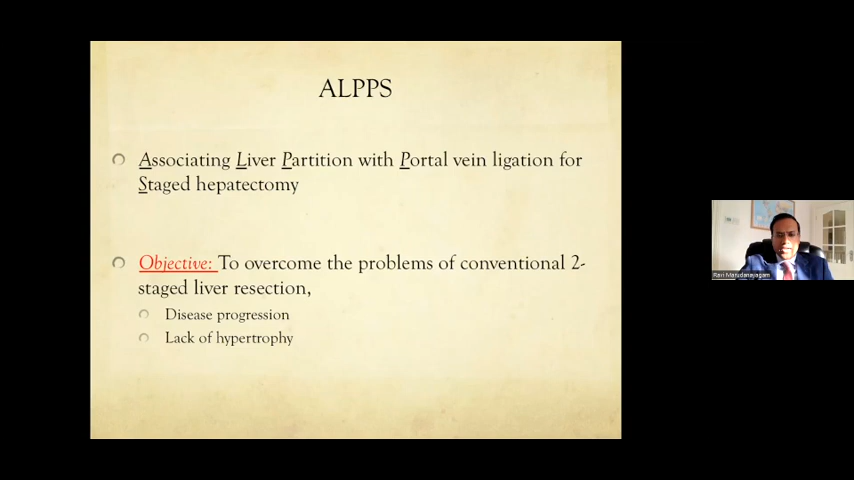 ALPPS
Associating Liver Partition with Portal vein ligation for
Staged hepatectomy
Objective: To overcome the problems of conventional 2-
staged liver resection,
Disease progression
Lack of hypertrophy
Ravi Marudanayagam